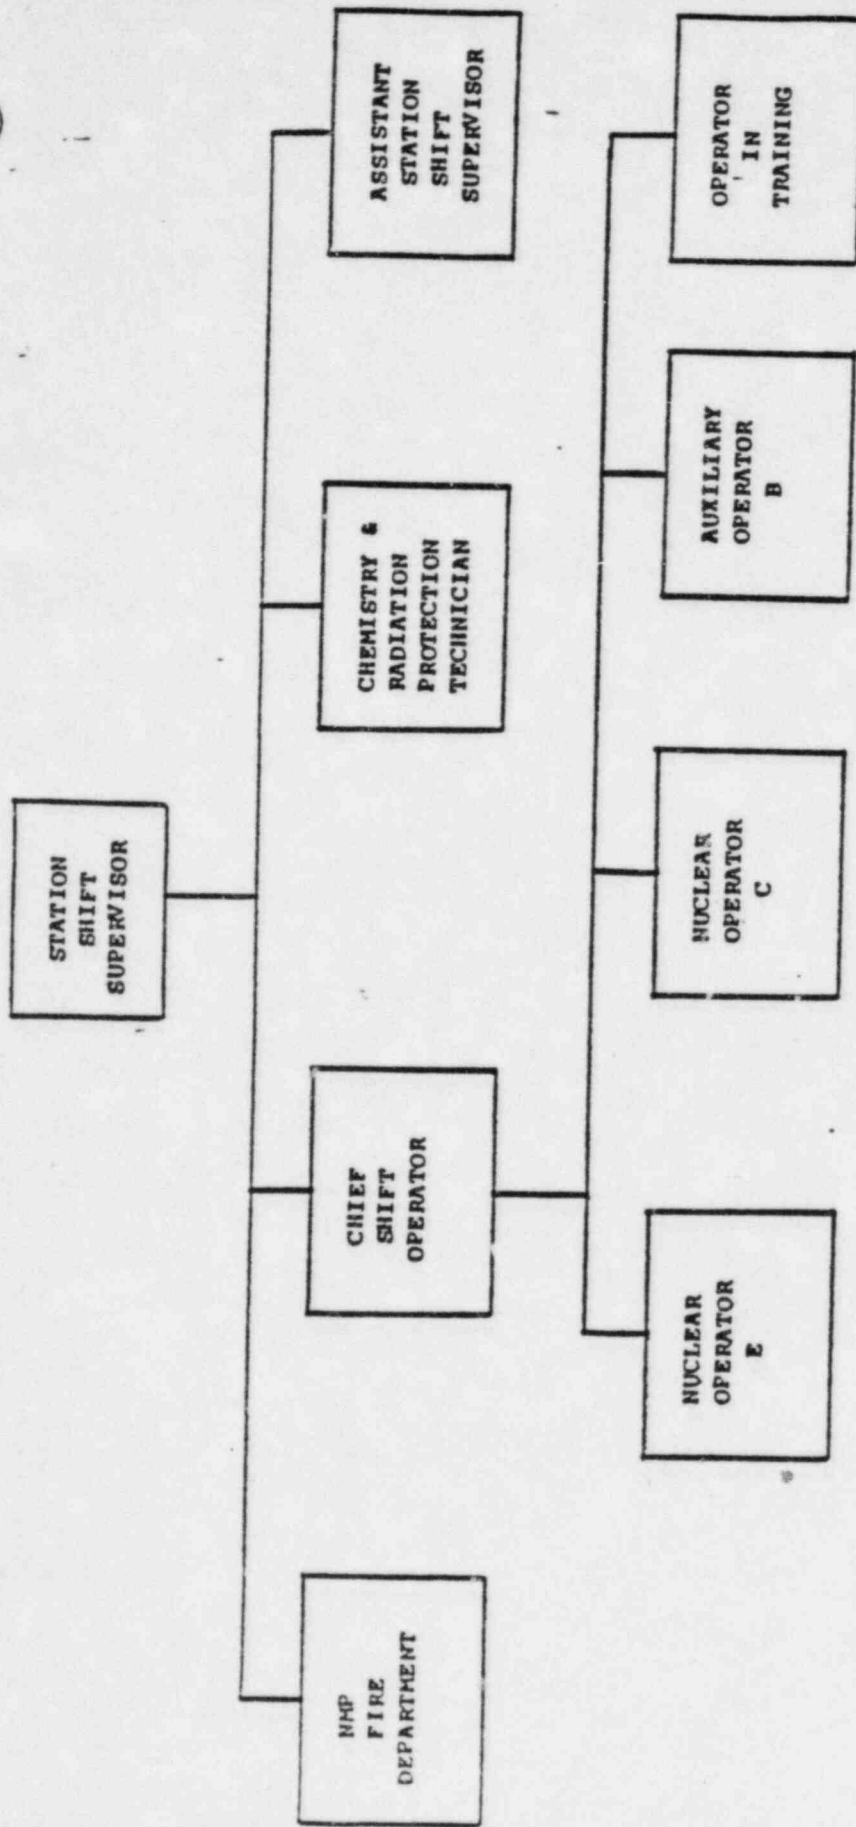 STATION
SHIFT
SUPERVISOR
NMP
FIRE
DEPARTMENT
CHIEF
SHIFT
OPERATOR
CHEMISTRY &
RADIATION
PROTECTION
TECHNICIAN
ASSISTANT
STATION
SHIFT
SUPERVISOR
NUCLEAR
OPERATOR
E
NUCLEAR
OPERATOR
C
AUXILIARY
OPERATOR
B
OPERATOR
IN
TRAINING